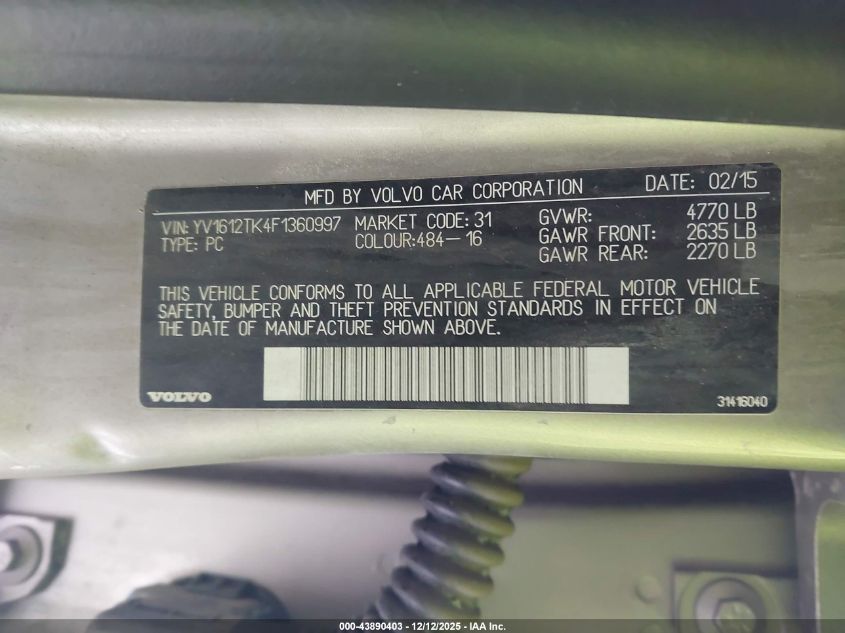 MFD BY VOLVO CAR CORPORATION DATE: 02/15
VIN: YV1612TK4F1360997 MARKET CODE: 31 GVWR: 4770 LB
TYPE: PC COLOUR:484-16 GAWR FRONT: 2635 LB
GAWR REAR: 2270 LB
THIS VEHICLE CONFORMS TO ALL APPLICABLE FEDERAL MOTOR VEHICLE
SAFETY, BUMPER AND THEFT PREVENTION STANDARDS IN EFFECT ON
THE DATE OF MANUFACTURE SHOWN ABOVE.
VOLVO 31416040
000-43890403 - 12/12/2025 - IAA Inc.